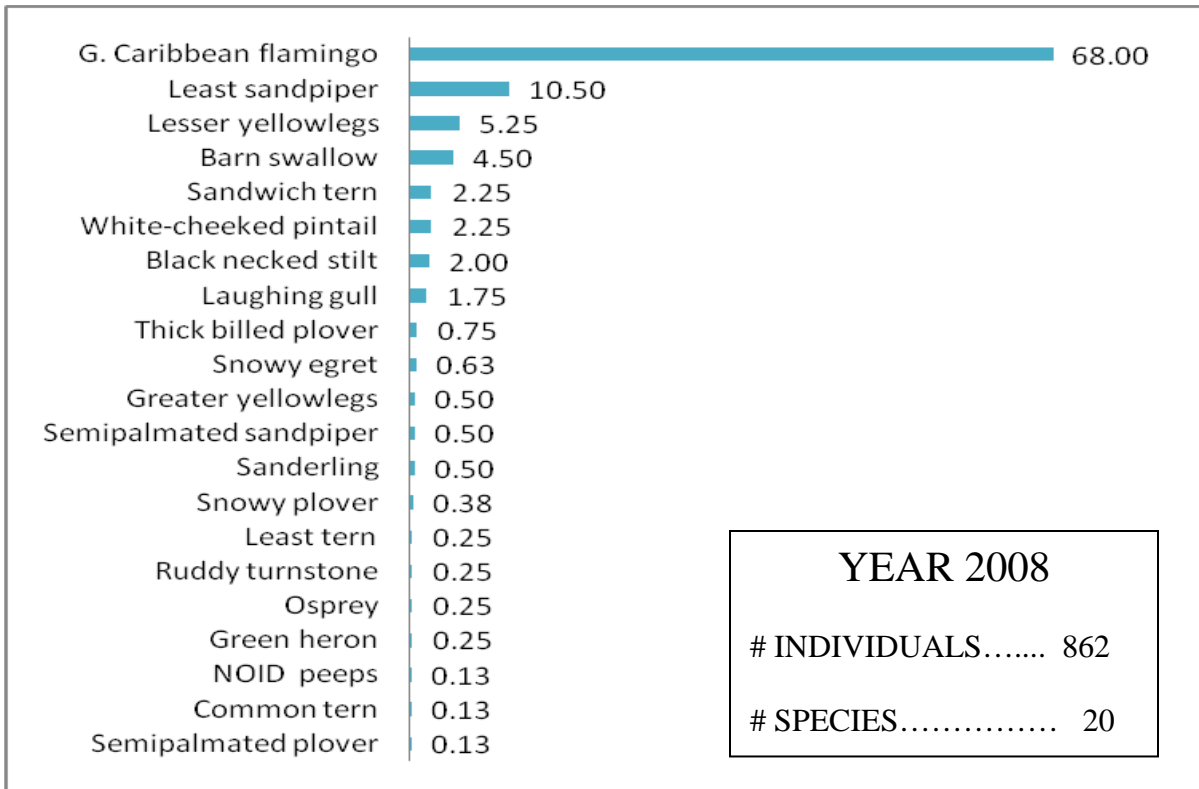 G. Caribbean flamingo 68.00
Least sandpiper 10.50
Lesser yellowlegs 5.25
Barn swallow 4.50
Sandwich tern 2.25
White-cheeked pintail 2.25
Black necked stilt 2.00
Laughing gull 1.75
Thick billed plover 0.75
Snowy egret 0.63
Greater yellowlegs 0.50
Semipalmated sandpiper 0.50
Sanderling 0.50
Snowy plover 0.38
Least tern 0.25
Ruddy turnstone 0.25
Osprey 0.25
Green heron 0.25
NOID peeps 0.13
Common tern 0.13
Semipalmated plover 0.13
YEAR 2008
# INDIVIDUALS….... 862
# SPECIES…………… 20